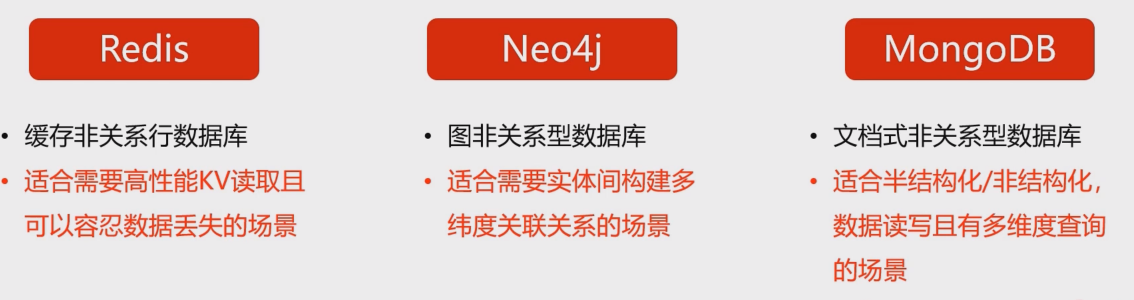 Redis
• 缓存非关系行数据库
• 适合需要高性能KV读取且
可以容忍数据丢失的场景
Neo4j
• 图非关系型数据库
• 适合需要实体间构建多
纬度关联关系的场景
MongoDB
• 文档式非关系型数据库
• 适合半结构化/非结构化，
数据读写且有多维度查询
的场景